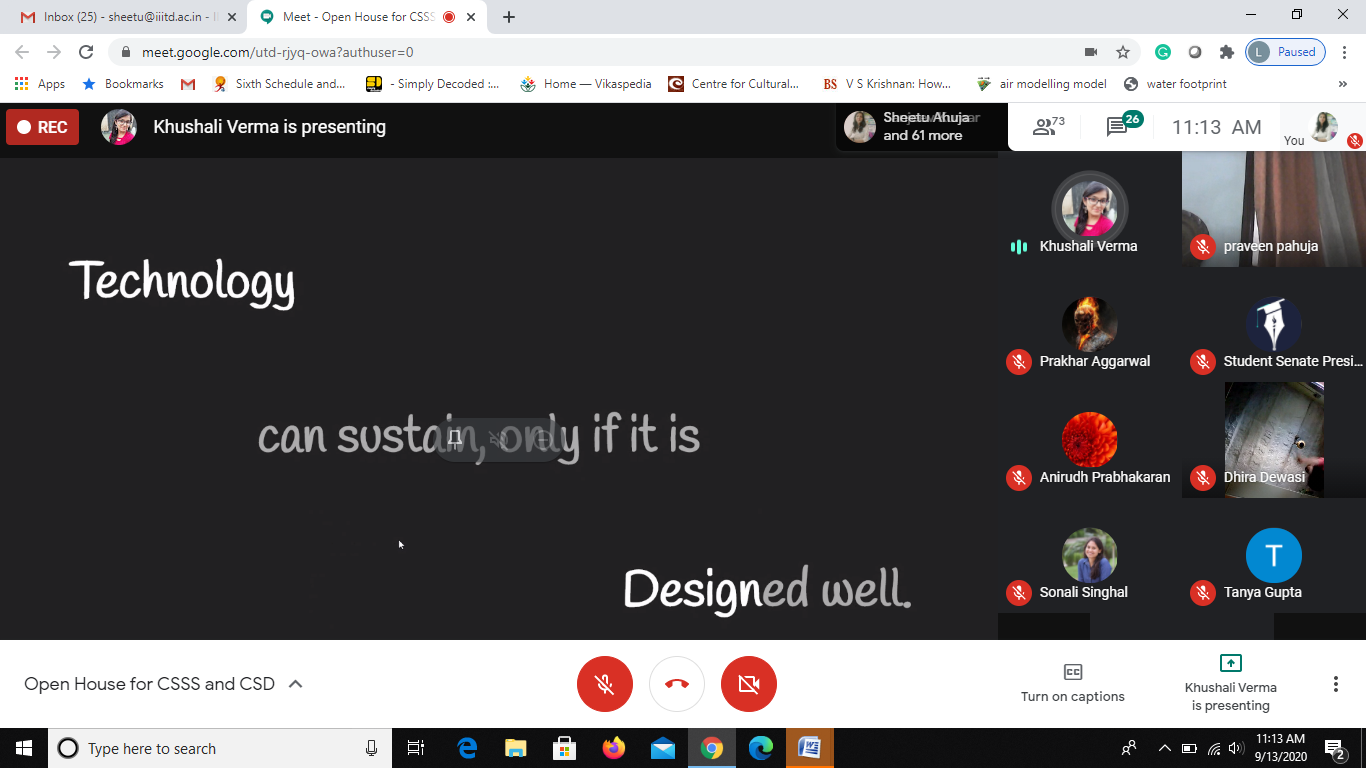 Inbox (25) - sheetu@iiitd.ac.in - I
Meet - Open House for CSSS
meet.google.com/utd-rjyq-owa?authuser=0
L Paused
Apps Bookmarks Sixth Schedule and... - Simply Decoded :... Home — Vikaspedia Centre for Cultural... BS V S Krishnan: How... air modelling model water footprint »
REC Khushali Verma is presenting
Sheetu Ahuja
and 61 more
73 26 11:13 AM
You
Khushali Verma praveen pahuja
Prakhar Aggarwal Student Senate Presi...
Anirudh Prabhakaran Dhira Dewasi
T
Sonali Singhal Tanya Gupta
Technology
can sustain, only if it is
Designed well.
Open House for CSSS and CSD
CC
Turn on captions
Khushali Verma
is presenting
Type here to search
11:13 AM
9/13/2020
2